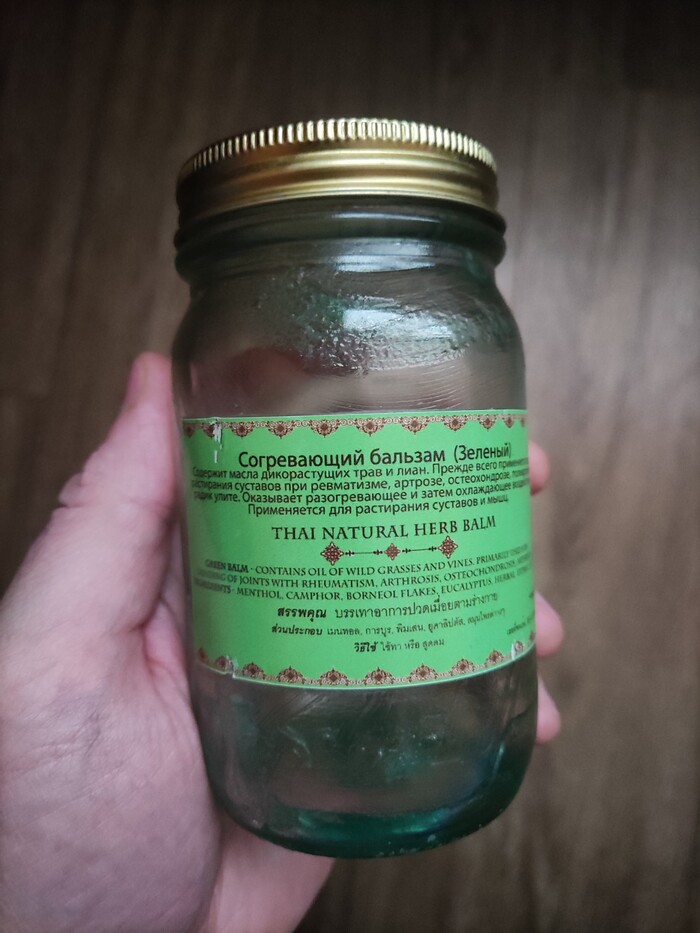 Согревающий бальзам (Зеленый)
Содержит масла дикорастущих трав и лиан. Прежде всего
растирания суставов при ревматизме, артрозе, остеохондрозе,
радик улите. Оказывает разогревающее и затем охлаждающее
Применяется для растирания суставов и мышц.
THAI NATURAL HERB BALM
GREEN BALM - CONTAINS OIL OF WILD GRASSES AND VINES. PRIMARILY
OF JOINTS WITH RHEUMATISM, ARTHROSIS, OSTEOCHONDROSIS,
- MENTHOL, CAMPHOR, BORNEOL FLAKES, EUCALYPTUS, HERBAL
สรรพคุณ บรรเทาอาการปวดเมื่อยตามร่างกาย
ส่วนประกอบ เมนทอล, การบูร, พิมเสน, ยูคาลิปตัส, สมุนไพรต่างๆ
วิธีใช้ ใช้ทา หรือ สูดดม